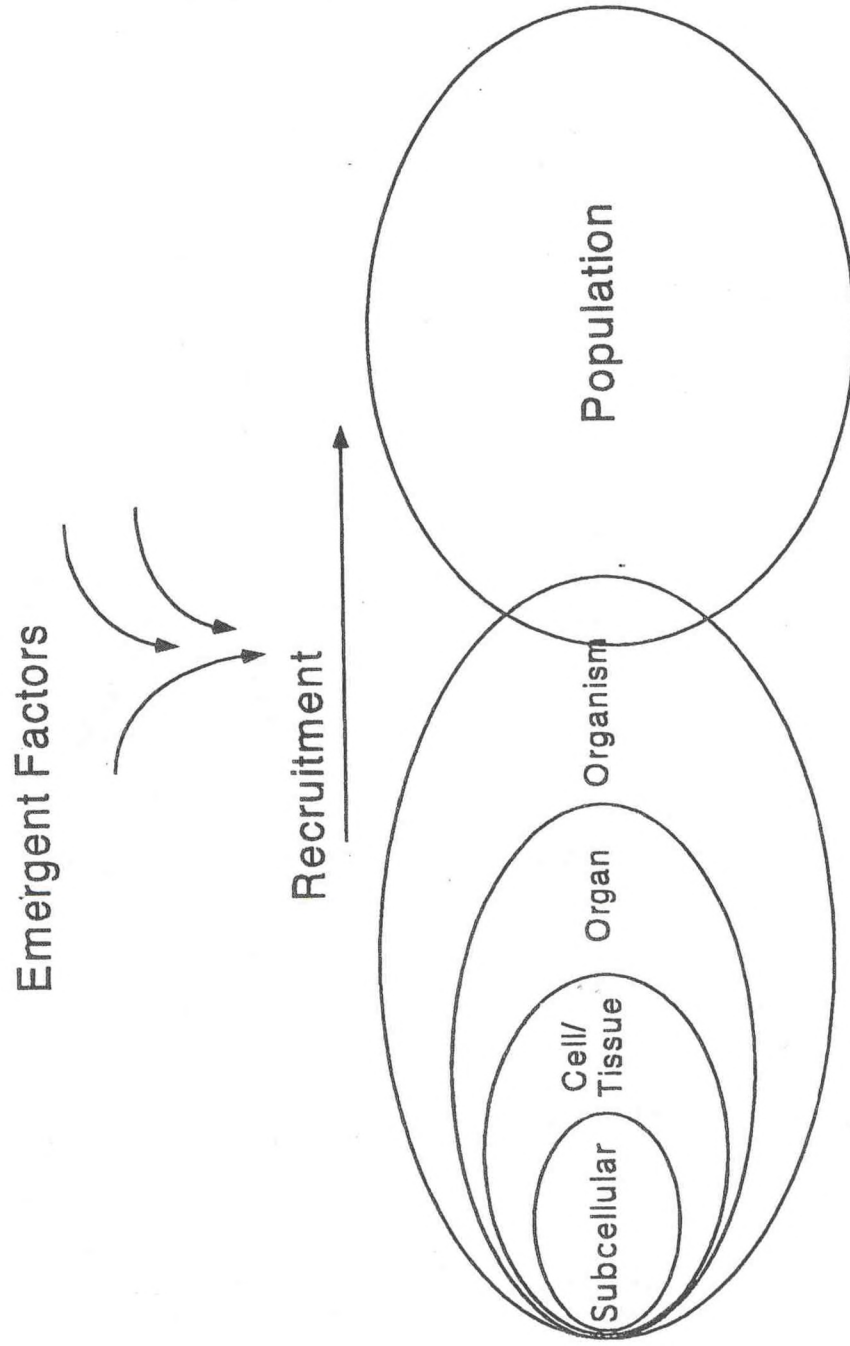 Emergent Factors
Recruitment
Subcellular
Cell/
Tissue
Organ
Organism
Population